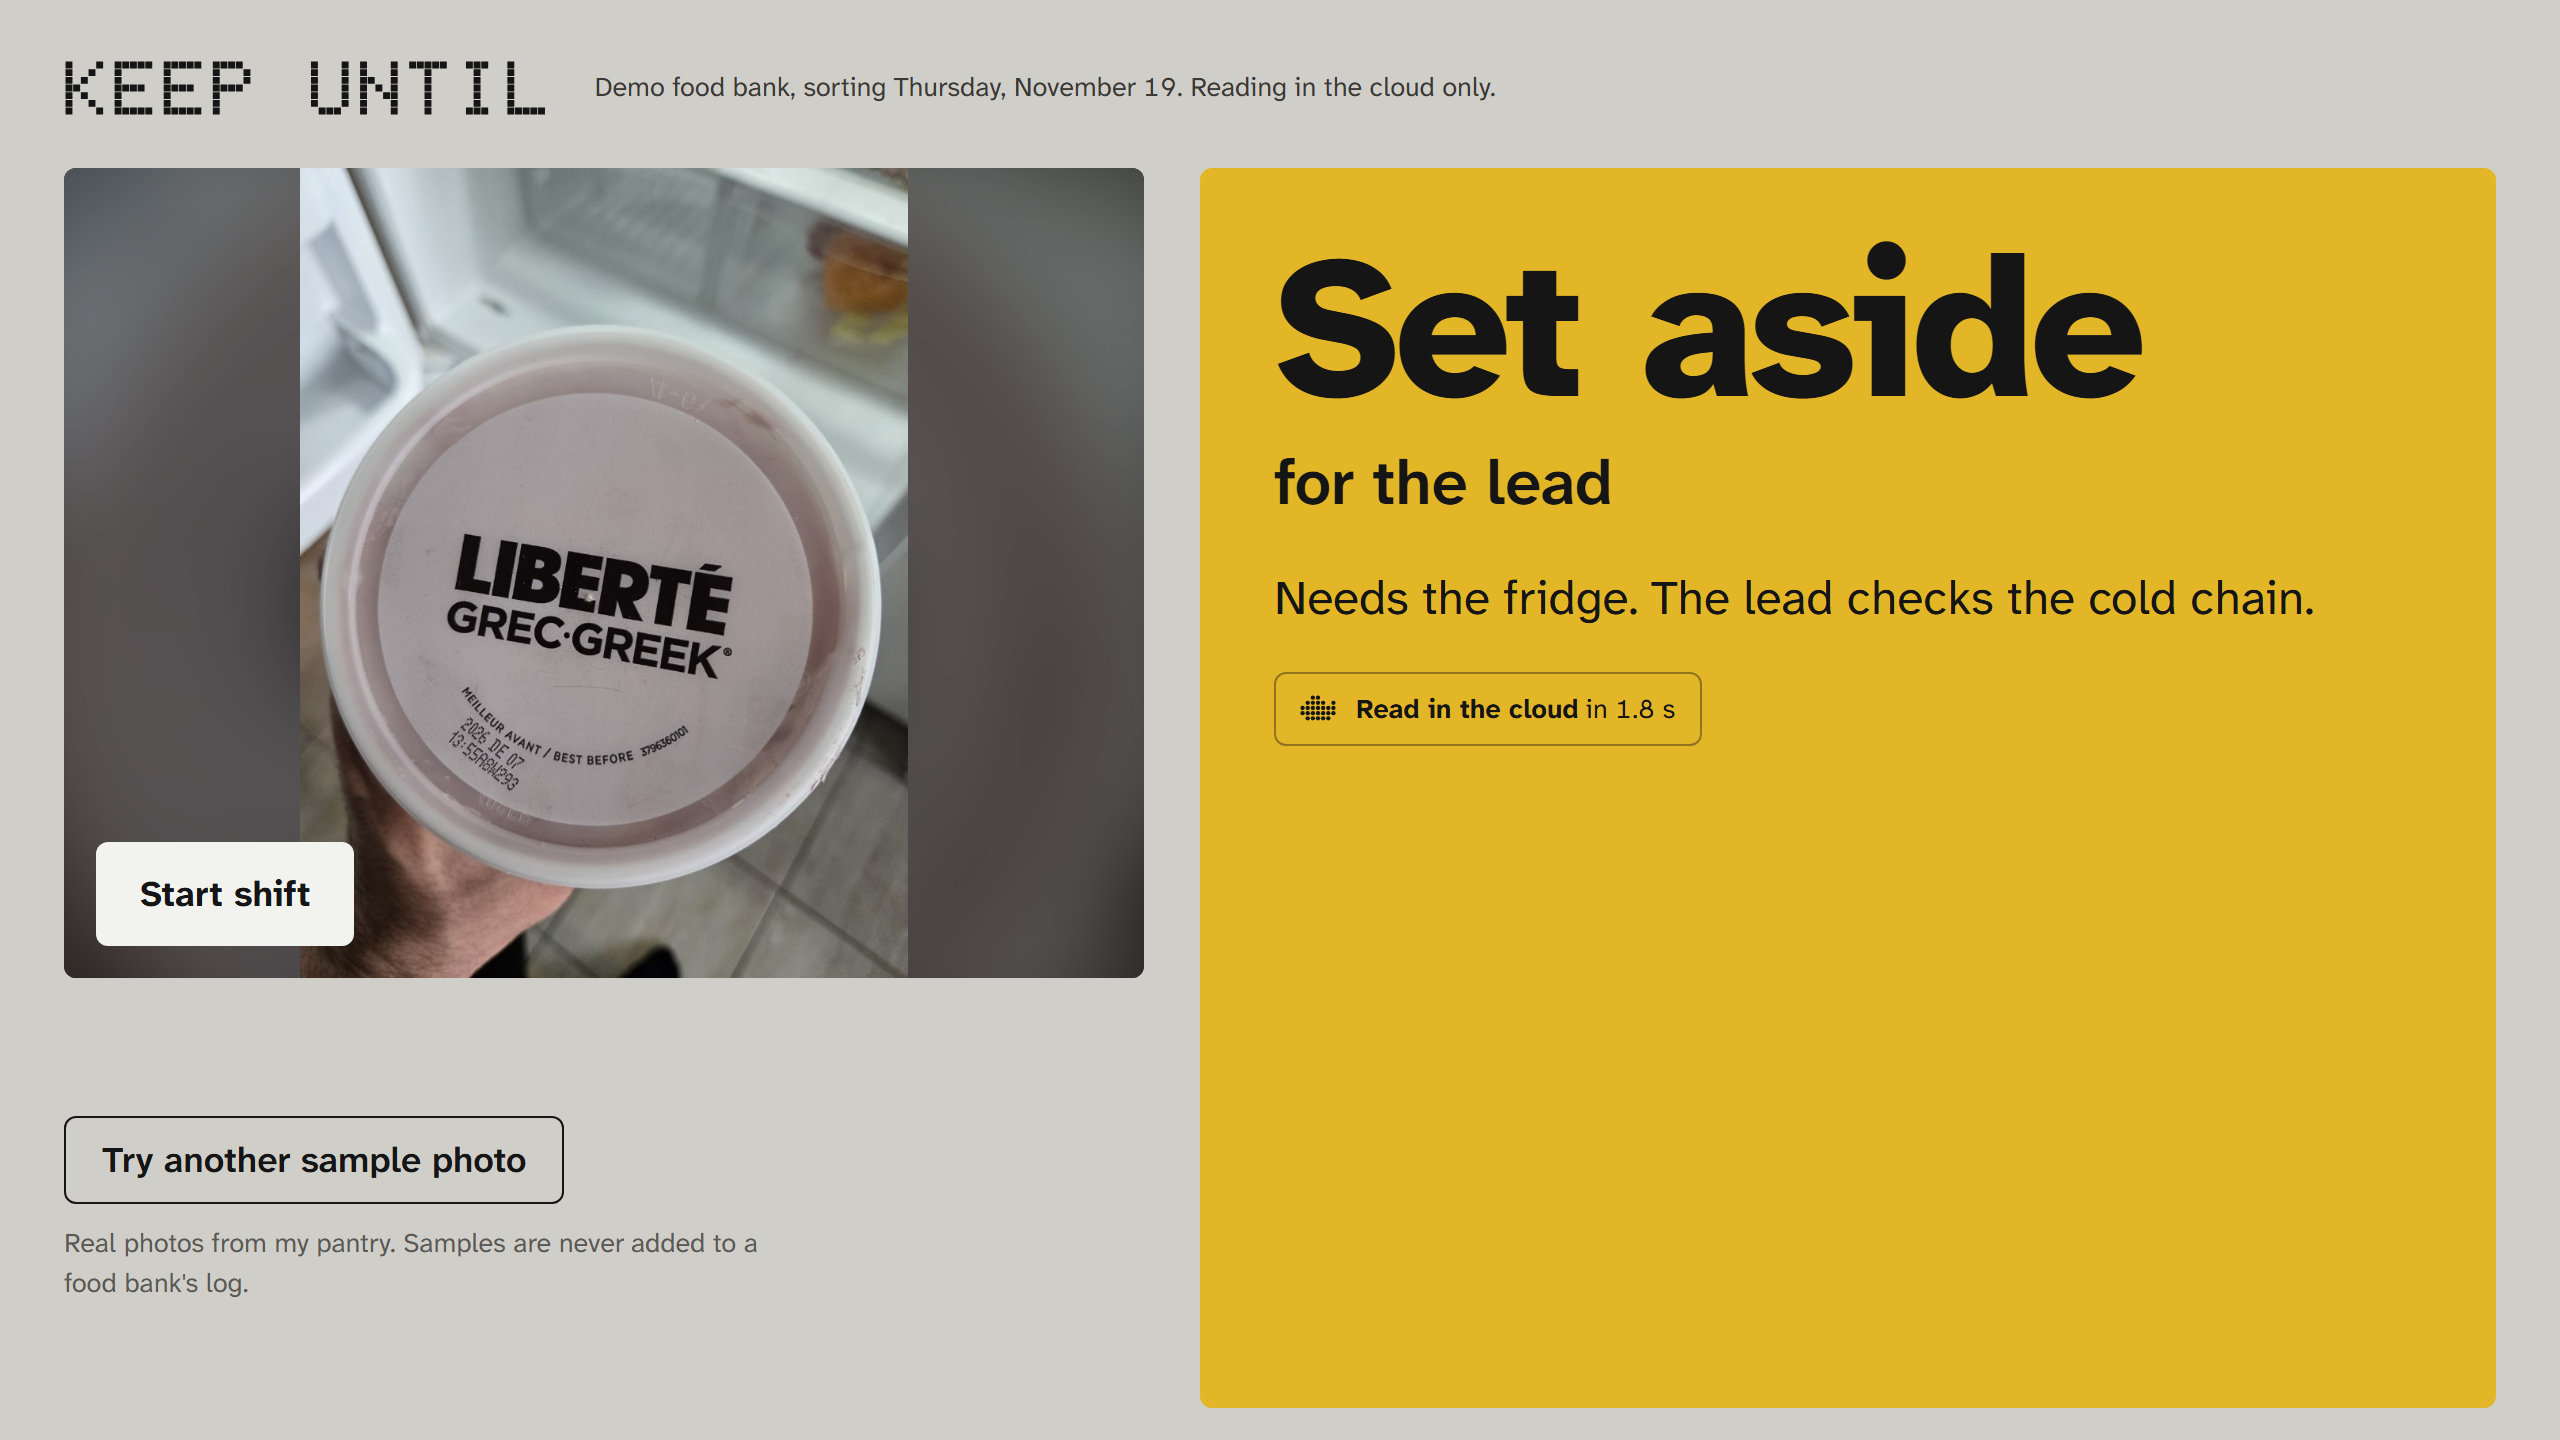 KEEP UNTIL
Demo food bank, sorting Thursday, November 19. Reading in the cloud only.
LIBERTÉ
GREC·GREEK®
MEILLEUR AVANT / BEST BEFORE 3796360101
2026 DE 07
13:55
Start shift
Try another sample photo
Real photos from my pantry. Samples are never added to a
food bank's log.
Set aside
for the lead
Needs the fridge. The lead checks the cold chain.
Read in the cloud in 1.8 s